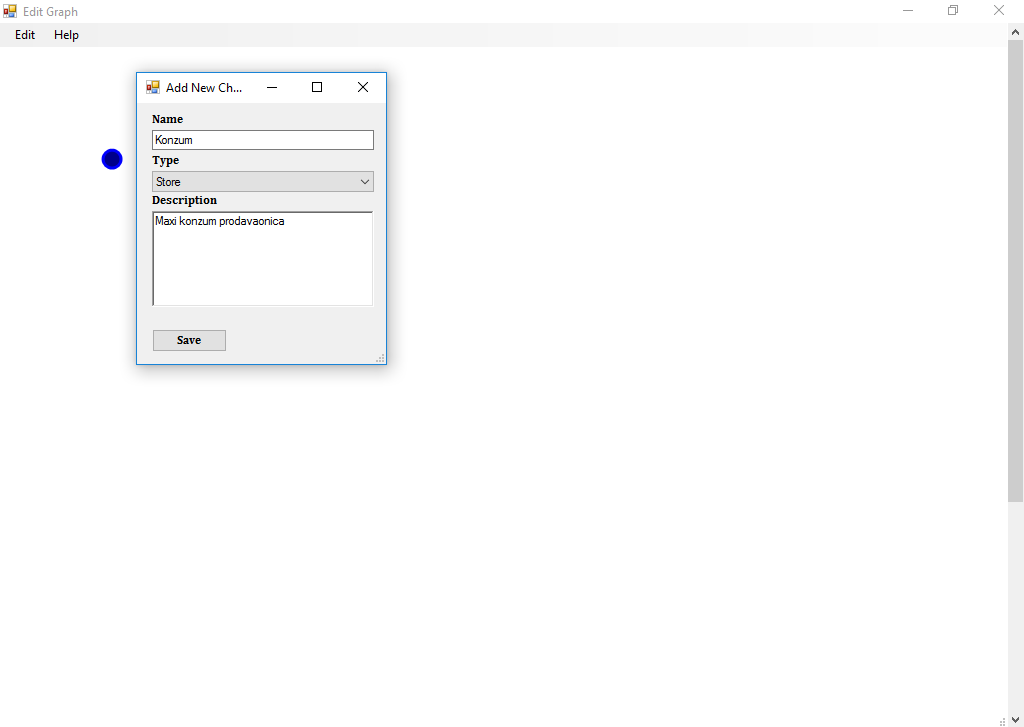 Edit Graph
Edit Help
Add New Ch...
Name
Konzum
Type
Store
Description
Maxi konzum prodavaonica
Save